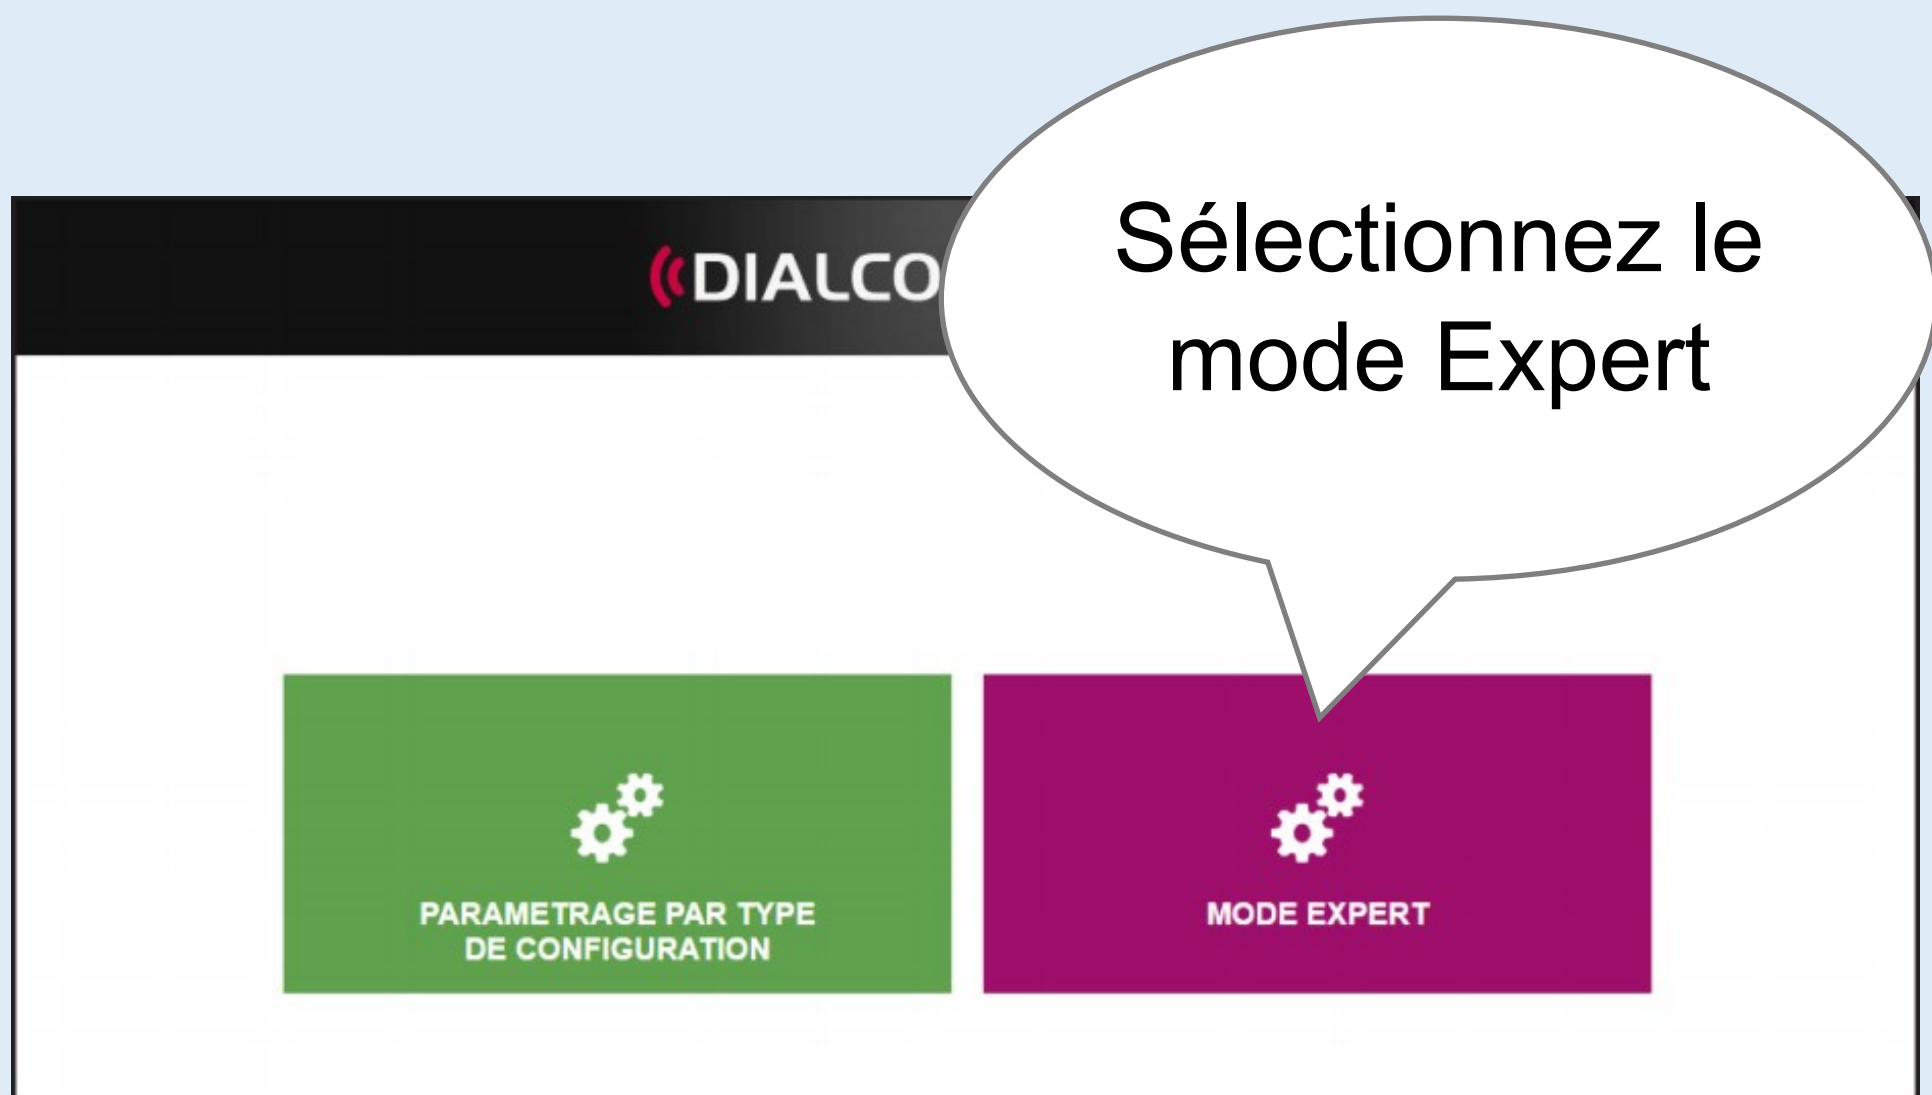 Sélectionnez le
mode Expert
DIALCO
PARAMETRAGE PAR TYPE
DE CONFIGURATION
MODE EXPERT